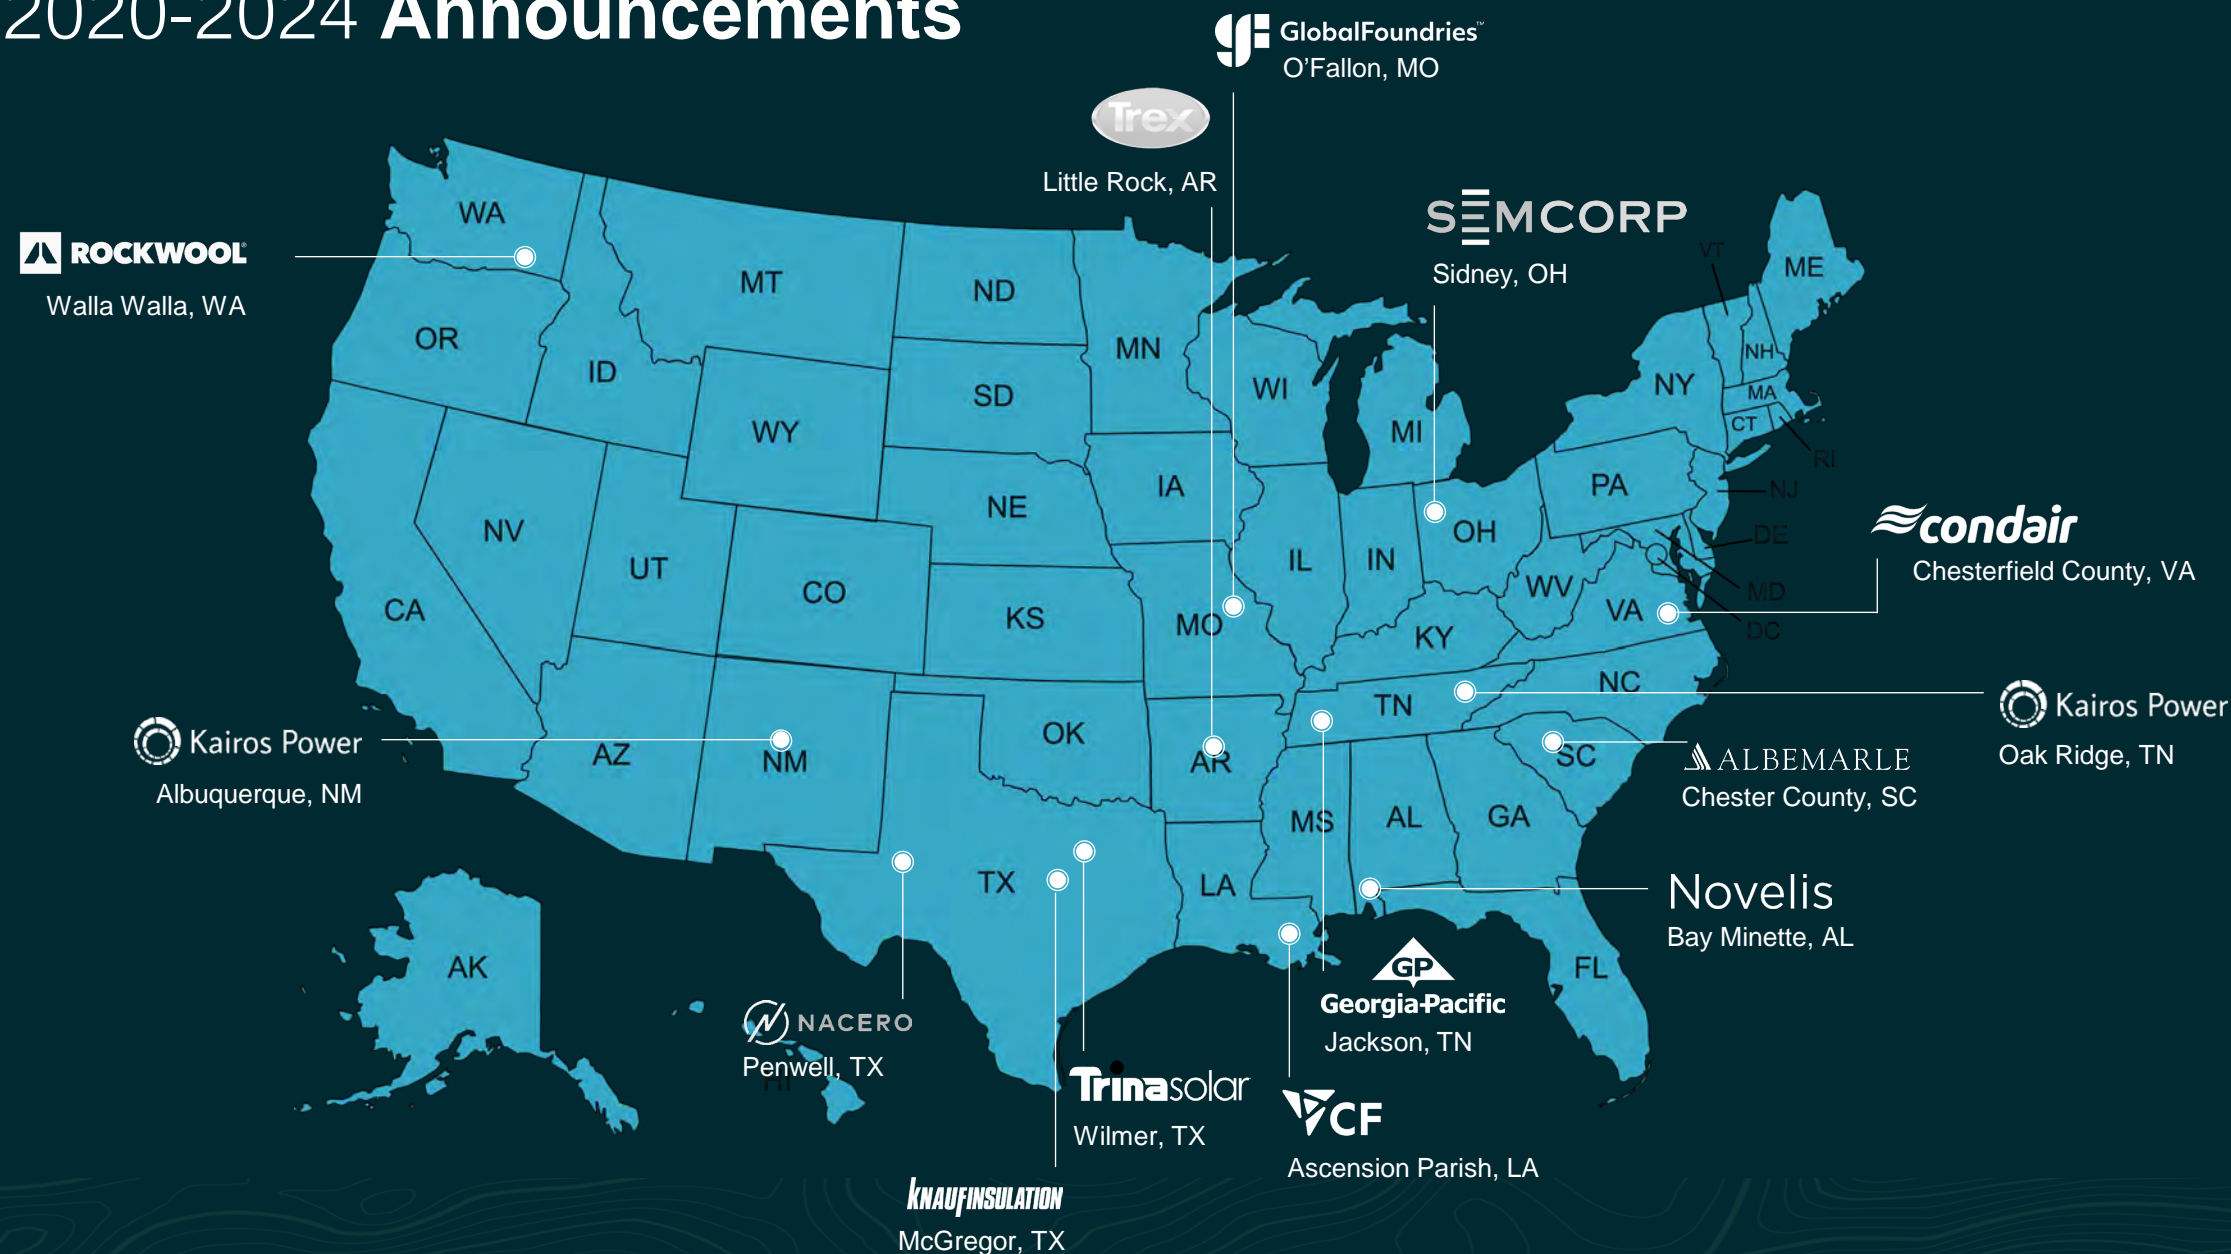 2020-2024 Announcements
GlobalFoundries™
O'Fallon, MO
Trex
Little Rock, AR
SEMCORP
Sidney, OH
ROCKWOOL®
Walla Walla, WA
condair
Chesterfield County, VA
Kairos Power
Oak Ridge, TN
ALBEMARLE
Chester County, SC
Kairos Power
Albuquerque, NM
Novelis
Bay Minette, AL
GP
Georgia-Pacific
Jackson, TN
NACERO
Penwell, TX
Trinasolar
Wilmer, TX
CF
Ascension Parish, LA
KNAUFINSULATION
McGregor, TX
WA
MT
ND
MN
OR
ID
WY
SD
WI
MI
VT
ME
NH
NY
MA
CT
RI
NV
NE
IA
PA
NJ
UT
CO
IL
IN
OH
DE
CA
KS
MO
KY
WV
VA
MD
DC
AZ
NM
OK
AR
TN
NC
SC
TX
LA
MS
AL
GA
FL
AK
HI